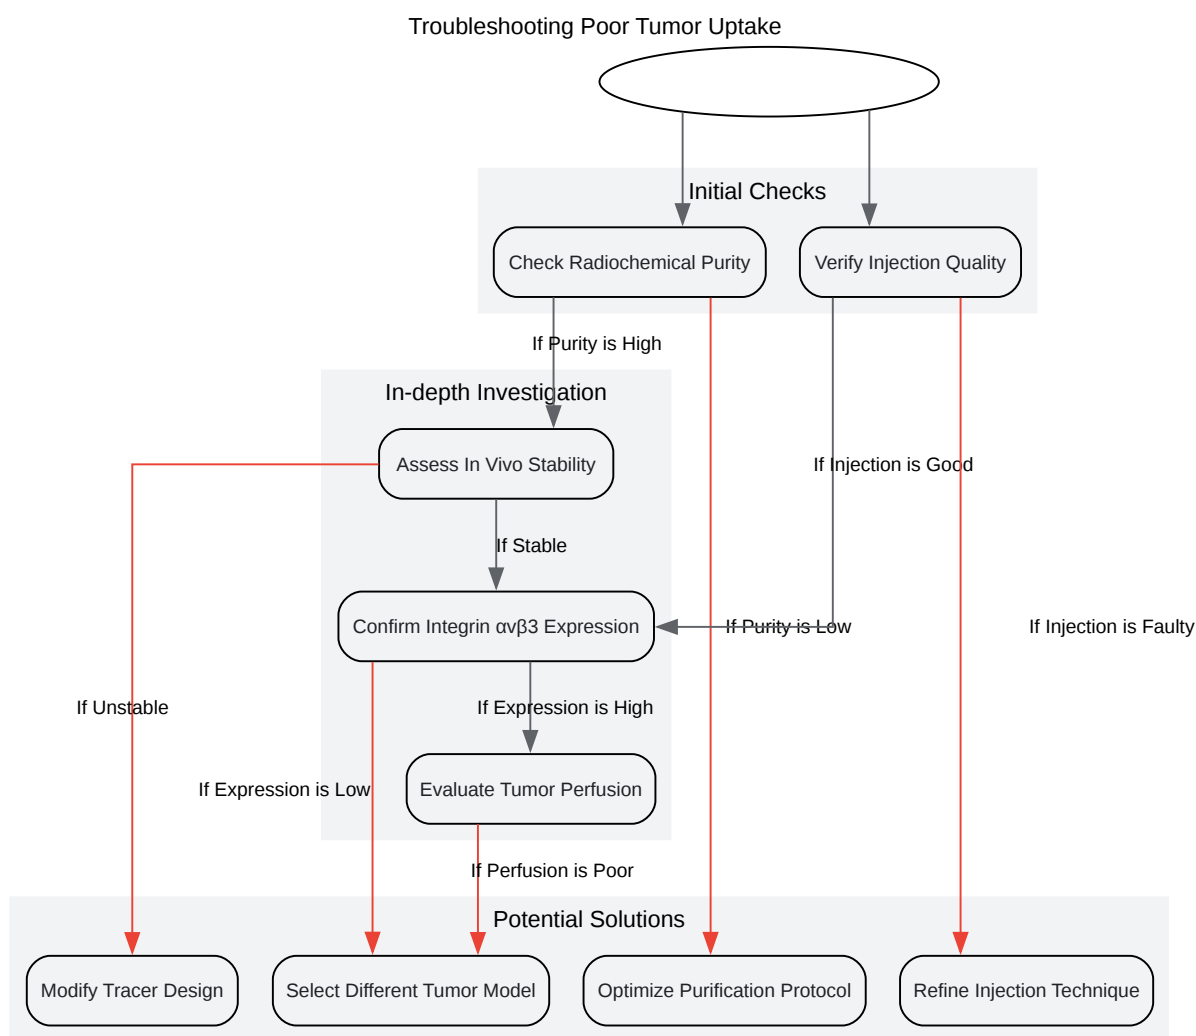 Troubleshooting Poor Tumor Uptake
Initial Checks
Check Radiochemical Purity
Verify Injection Quality
If Purity is High
In-depth Investigation
Assess In Vivo Stability
If Injection is Good
If Stable
Confirm Integrin αvβ3 Expression
If Purity is Low
If Injection is Faulty
If Unstable
If Expression is High
If Expression is Low
Evaluate Tumor Perfusion
If Perfusion is Poor
Potential Solutions
Modify Tracer Design
Select Different Tumor Model
Optimize Purification Protocol
Refine Injection Technique